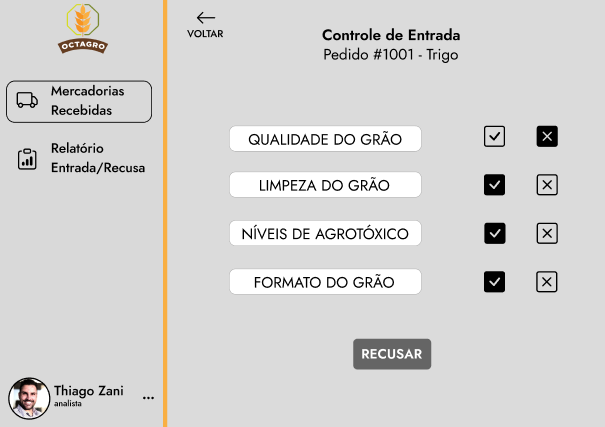 OCTAGRO
Mercadorias
Recebidas
Relatório
Entrada/Recusa
Thiago Zani
analista
...
VOLTAR
Controle de Entrada
Pedido #1001 - Trigo
QUALIDADE DO GRÃO
LIMPEZA DO GRÃO
NÍVEIS DE AGROTÓXICO
FORMATO DO GRÃO
RECUSAR